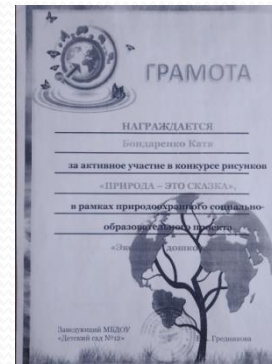 ГРАМОТА
НАГРАЖДАЕТСЯ
Бондаренко Катя
за активное участие в конкурсе рисунков
«ПРИРОДА – ЭТО СКАЗКА»,
в рамках природоохранного социально-
образовательного проекта
Заведующий МБДОУ
«Детский сад №12»